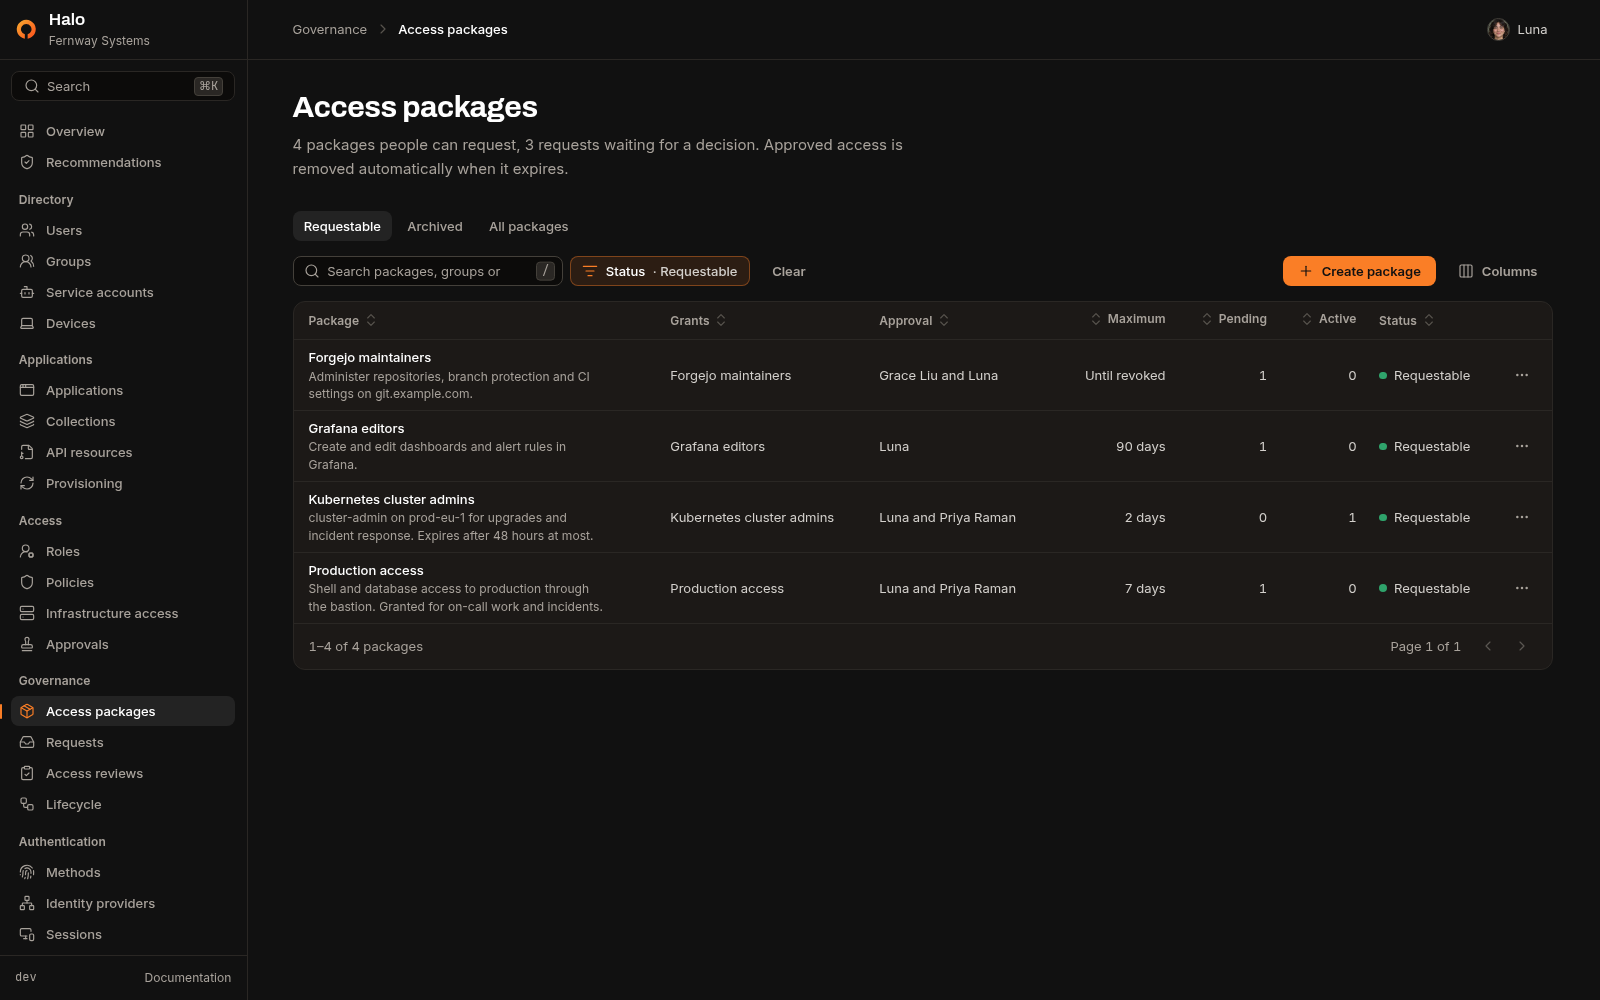 Halo
Fernway Systems
Search
⌘K
Overview
Recommendations
Directory
Users
Groups
Service accounts
Devices
Applications
Applications
Collections
API resources
Provisioning
Access
Roles
Policies
Infrastructure access
Approvals
Governance
Access packages
Requests
Access reviews
Lifecycle
Authentication
Methods
Identity providers
Sessions
dev
Documentation
Governance
Access packages
Luna
Access packages
4 packages people can request, 3 requests waiting for a decision. Approved access is
removed automatically when it expires.
Requestable
Archived
All packages
Search packages, groups or
/
Status · Requestable
Clear
Create package
Columns
Package
Grants
Approval
Maximum
Pending
Active
Status
Forgejo maintainers
Administer repositories, branch protection and CI
settings on git.example.com.
Forgejo maintainers
Grace Liu and Luna
Until revoked
1
0
Requestable
Grafana editors
Create and edit dashboards and alert rules in
Grafana.
Grafana editors
Luna
90 days
1
0
Requestable
Kubernetes cluster admins
cluster-admin on prod-eu-1 for upgrades and
incident response. Expires after 48 hours at most.
Kubernetes cluster admins
Luna and Priya Raman
2 days
0
1
Requestable
Production access
Shell and database access to production through
the bastion. Granted for on-call work and incidents.
Production access
Luna and Priya Raman
7 days
1
0
Requestable
1–4 of 4 packages
Page 1 of 1